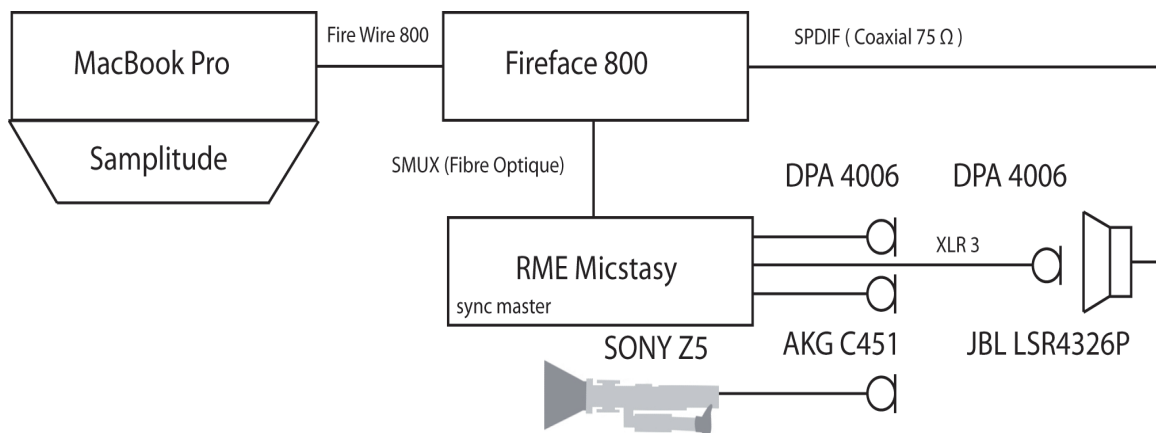 Fire Wire 800
SPDIF ( Coaxial 75 Ω )
MacBook Pro
Fireface 800
Samplitude
SMUX (Fibre Optique)
DPA 4006
DPA 4006
XLR 3
RME Micstasy
sync master
SONY Z5
AKG C451
JBL LSR4326P